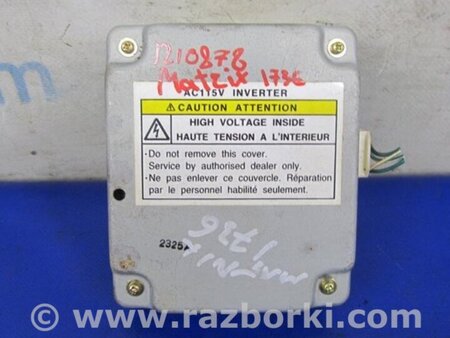 1210878
Matrix 173E
AC115V INVERTER
⚠ CAUTION ATTENTION
HIGH VOLTAGE INSIDE
HAUTE TENSION A L'INTERIEUR
• Do not remove this cover.
Service by authorised dealer only.
• Ne pas enlever ce couvercle. Réparation
par le personnel habilité seulement.
2325
© www.razborki.com